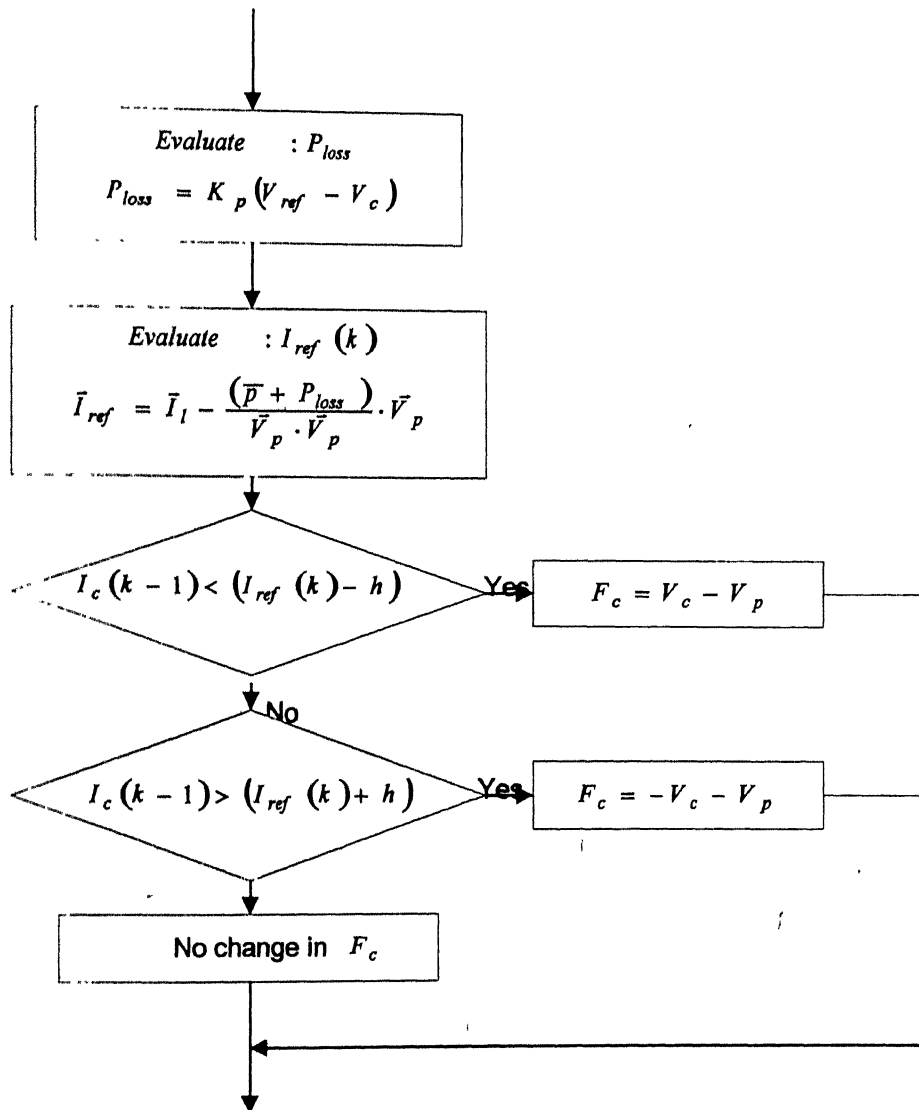 Evaluate : P_loss
P_loss = K_p (V_ref - V_c)
Evaluate : I_ref (k)
I⃗_ref = I⃗_l - (p̅ + P_loss) / (V⃗_p · V⃗_p) · V⃗_p
I_c (k - 1) < (I_ref (k) - h)
Yes
F_c = V_c - V_p
No
I_c (k - 1) > (I_ref (k) + h)
Yes
F_c = -V_c - V_p
No change in F_c